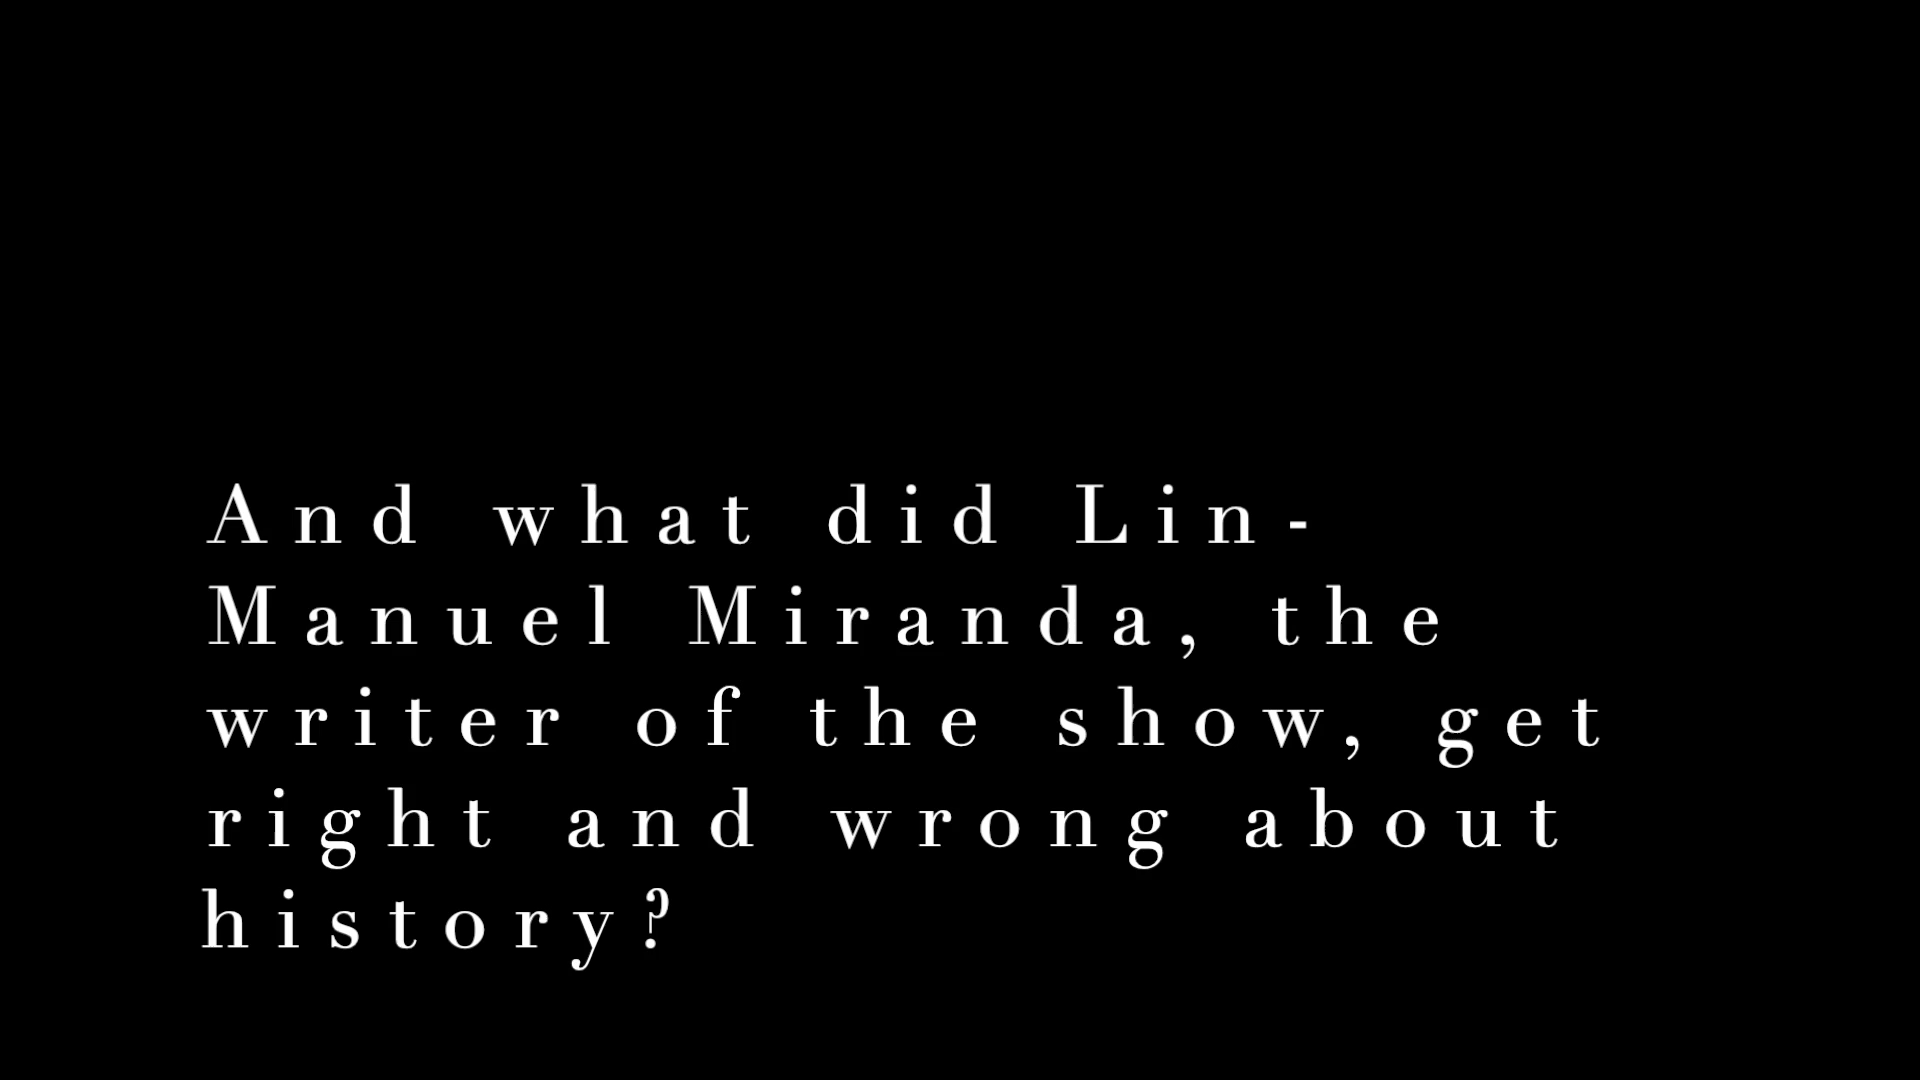 And what did Lin-
Manuel Miranda, the
writer of the show, get
right and wrong about
history?